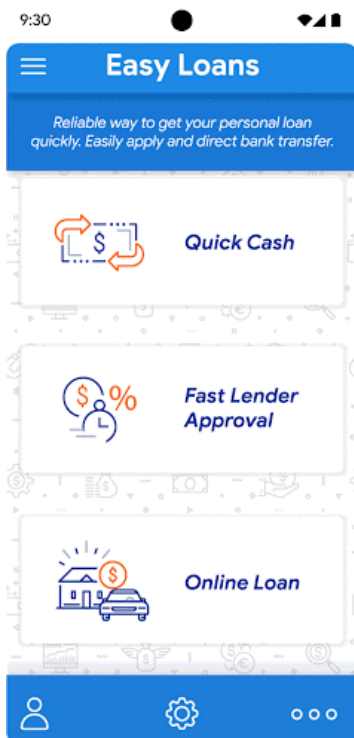 9:30
Easy Loans
Reliable way to get your personal loan
quickly. Easily apply and direct bank transfer.
$
Quick Cash
$ %
Fast Lender
Approval
$
Online Loan